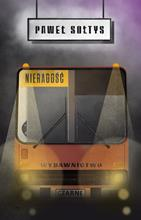 PAWEŁ SOŁTYS
NIERADOŚĆ
WYDAWNICTWO
CZARNE